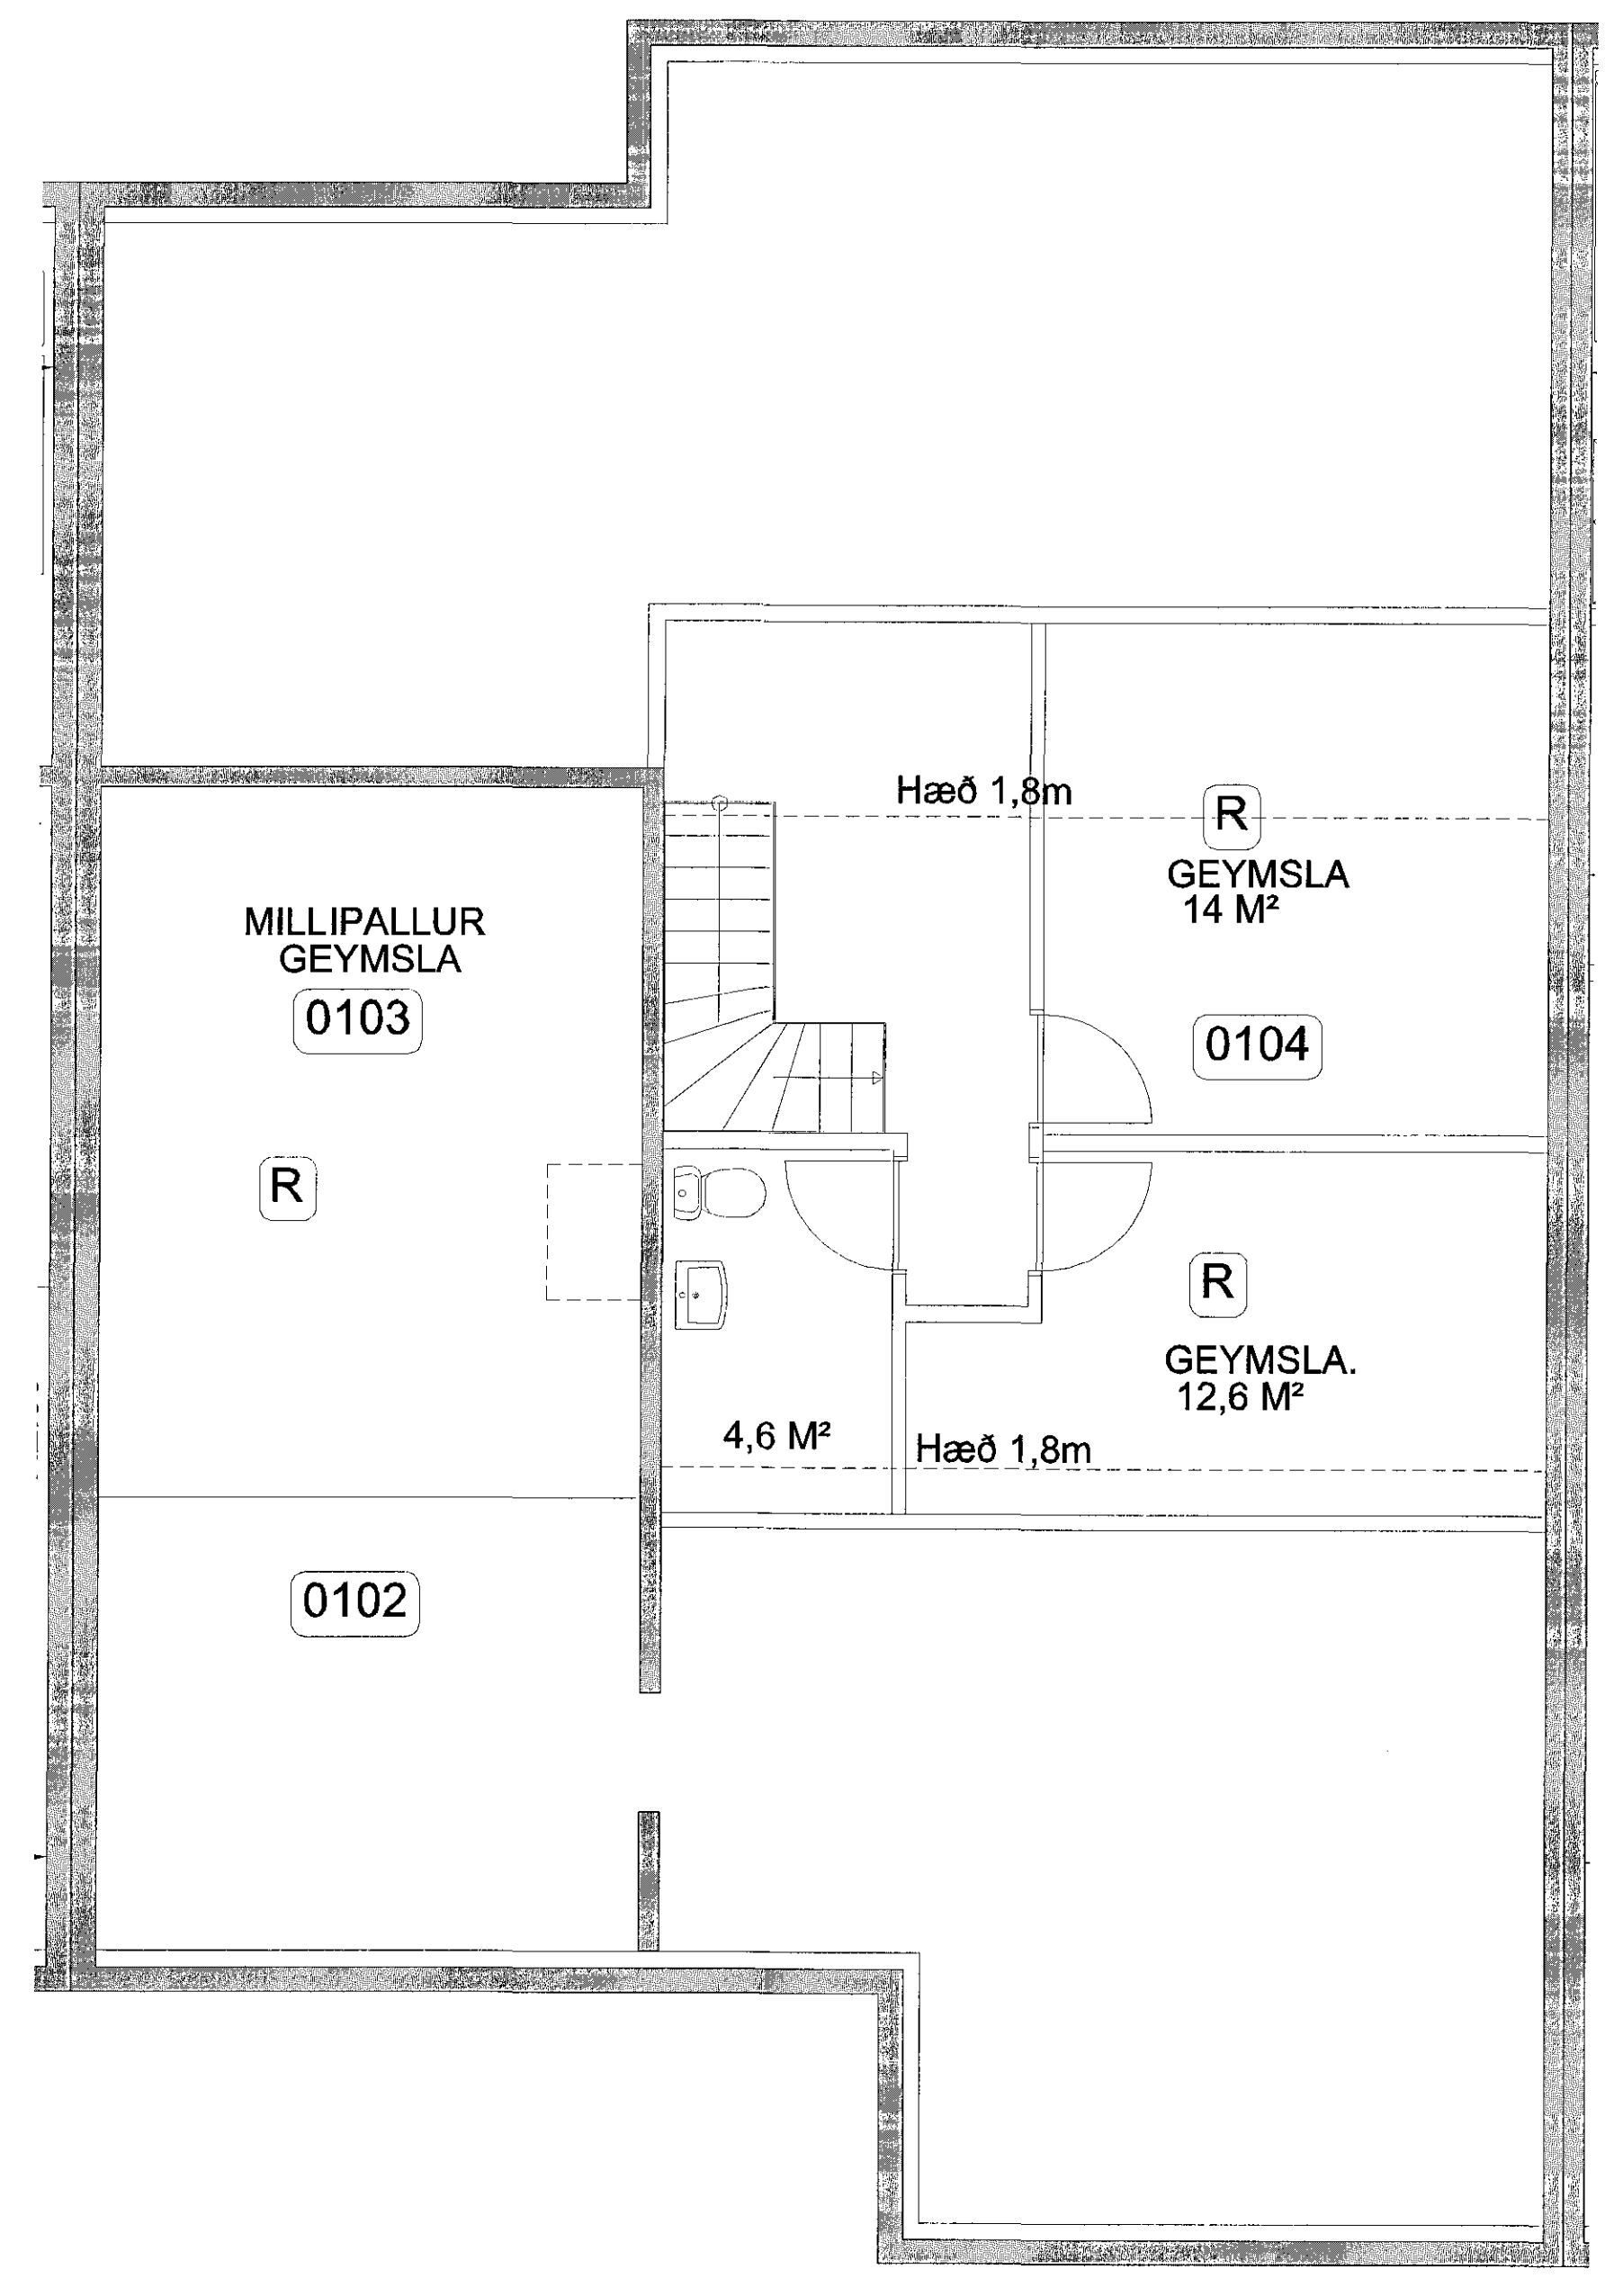 Hæð 1,8m
R
GEYMSLA
14 M²
MILLIPALLUR
GEYMSLA
0103
0104
R
R
GEYMSLA.
12,6 M²
4,6 M²
Hæð 1,8m
0102